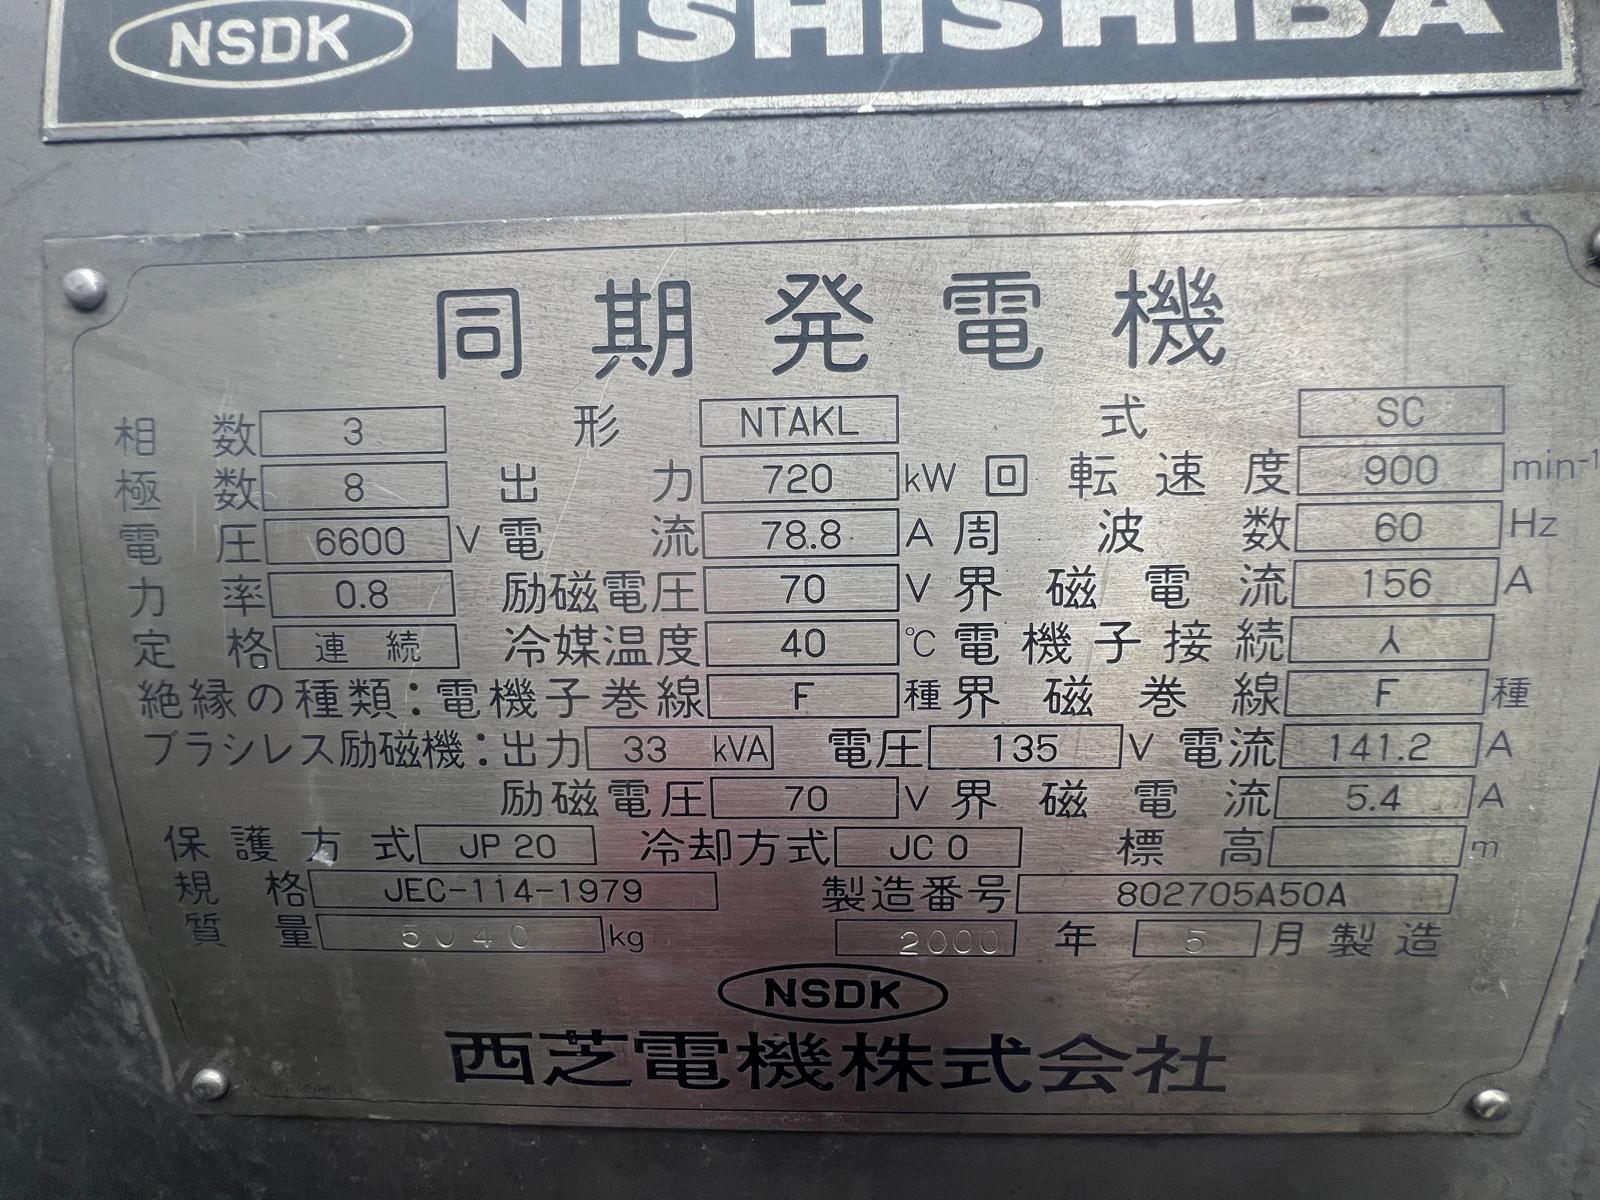 NSDK NISHISHIBA
同期発電機
相数 3 形 NTAKL 式 SC
極数 8 出力 720 kW 回転速度 900 min-1
電圧 6600 V 電流 78.8 A 周波数 60 Hz
力率 0.8 励磁電圧 70 V 界磁電流 156 A
定格 連続 冷媒温度 40 ℃ 電機子接続 人
絶縁の種類:電機子巻線 F 種 界磁巻線 F 種
ブラシレス励磁機:出力 33 kVA 電圧 135 V 電流 141.2 A
励磁電圧 70 V 界磁電流 5.4 A
保護方式 JP 20 冷却方式 JC 0 標高 m
規格 JEC-114-1979 製造番号 802705A50A
質量 5040 kg 2000 年 5 月製造
NSDK
西芝電機株式会社